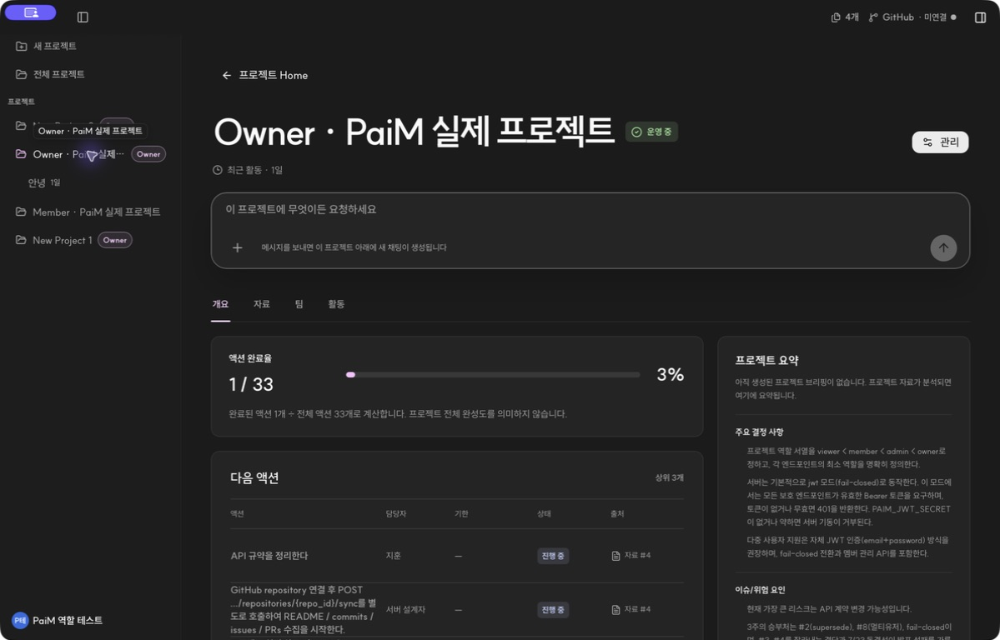 4개 GitHub · 미연결
새 프로젝트
전체 프로젝트
프로젝트
Owner · PaiM 실제 프로젝트
Owner · Pa 실제··· Owner
안녕 1일
Member · PaiM 실제 프로젝트
New Project 1 Owner
P테 PaiM 역할 테스트
프로젝트 Home
Owner · PaiM 실제 프로젝트 운영 중
관리
최근 활동 · 1일
이 프로젝트에 무엇이든 요청하세요
메시지를 보내면 이 프로젝트 아래에 새 채팅이 생성됩니다
개요 자료 팀 활동
액션 완료율
1 / 33
3%
완료된 액션 1개 ÷ 전체 액션 33개로 계산합니다. 프로젝트 전체 완성도를 의미하지 않습니다.
다음 액션 상위 3개
액션 담당자 기한 상태 출처
API 규약을 정리한다 지훈 — 진행 중 자료 #4
GitHub repository 연결 후 POST
.../repositories/{repo_id}/sync를 별
도로 호출하여 README / commits /
issues / PRs 수집을 시작한다.
서버 설계자 — 진행 중 자료 #4
프로젝트 요약
아직 생성된 프로젝트 브리핑이 없습니다. 프로젝트 자료가 분석되면
여기에 요약됩니다.
주요 결정 사항
프로젝트 역할 서열을 viewer < member < admin < owner로
정하고, 각 엔드포인트의 최소 역할을 명확히 정의한다.
서버는 기본적으로 jwt 모드(fail-closed)로 동작한다. 이 모드에
서는 모든 보호 엔드포인트가 유효한 Bearer 토큰을 요구하며,
토큰이 없거나 무효면 401을 반환한다. PAIM_JWT_SECRET
이 없거나 약하면 서버 기동이 거부된다.
다중 사용자 지원은 자체 JWT 인증(email+password) 방식을
권장하며, fail-closed 전환과 멤버 관리 API를 포함한다.
이슈/위험 요인
현재 가장 큰 리스크는 API 계약 변경 가능성입니다.
3주의 승부처는 #2(supersede), #8(멀티유저), fail-closed이